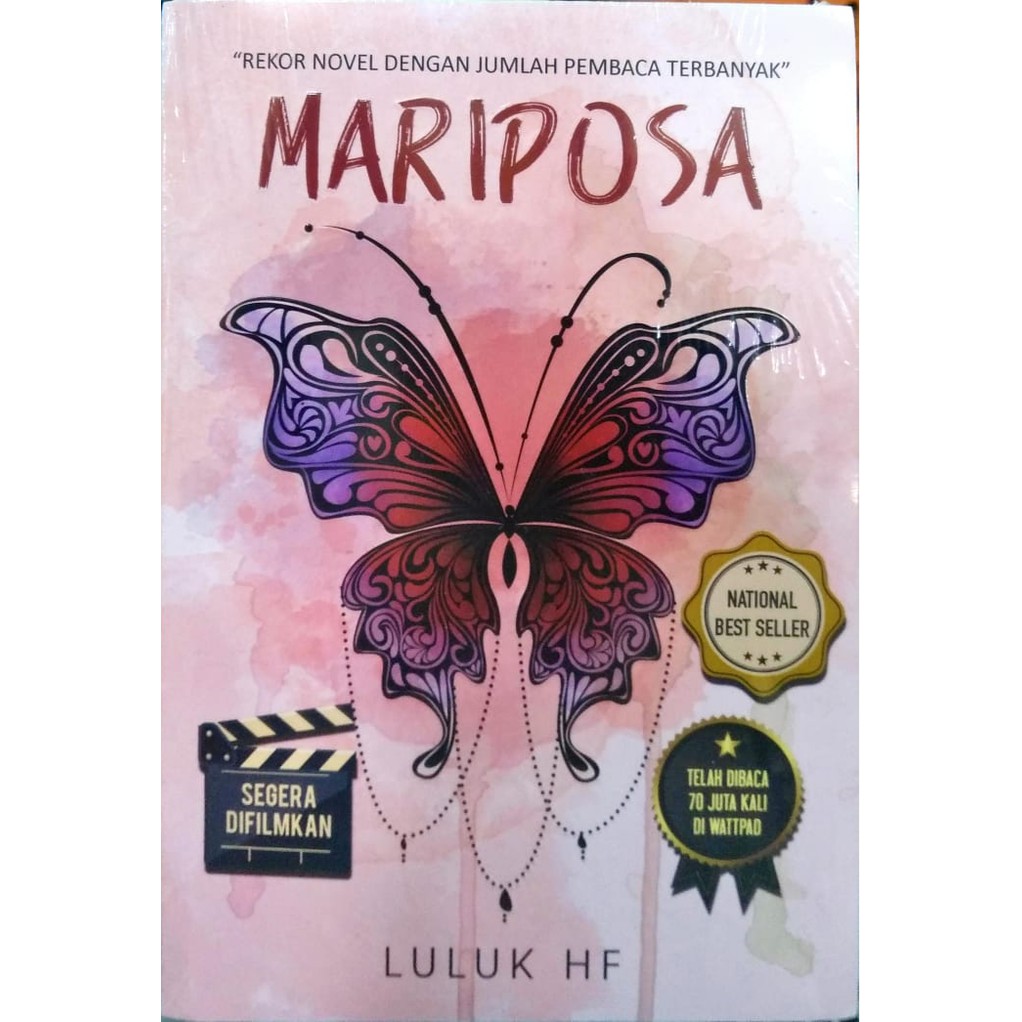 “REKOR NOVEL DENGAN JUMLAH PEMBACA TERBANYAK”
MARIPOSA
NATIONAL
BEST SELLER
SEGERA
DIFILMKAN
TELAH DIBACA
70 JUTA KALI
DI WATTPAD
LULUK HF